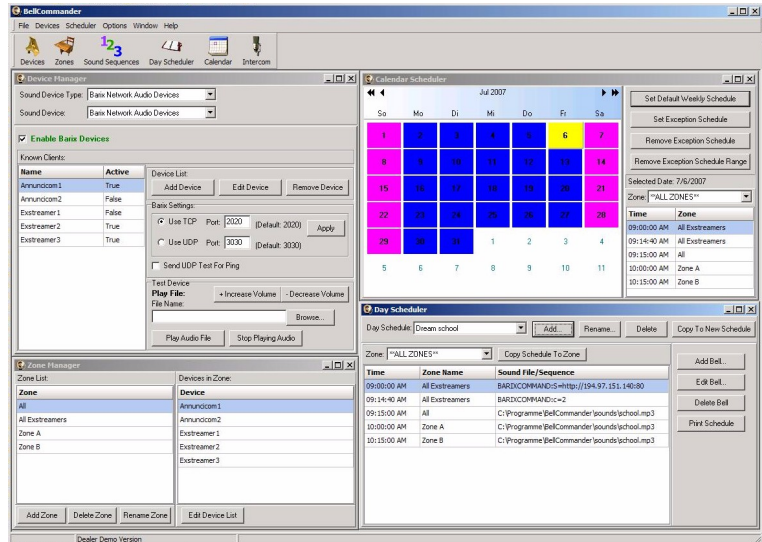 BellCommander
File Devices Scheduler Options Window Help
Devices Zones Sound Sequences Day Scheduler Calendar Intercom
123
Device Manager
Sound Device Type: Barix Network Audio Devices
Sound Device: Barix Network Audio Devices
Enable Barix Devices
Known Clients:
Name Active
Annuncicom1 True
Annuncicom2 False
Exstreamer1 False
Exstreamer2 True
Exstreamer3 True
Device List:
Add Device Edit Device Remove Device
Barix Settings:
Use TCP Port: 2020 (Default: 2020) Apply
Use UDP Port: 3030 (Default: 3030)
Send UDP Test For Ping
Test Device
Play File: + Increase Volume - Decrease Volume
File Name:
Browse...
Play Audio File Stop Playing Audio
Calendar Scheduler
Jul 2007
So Mo Di Mi Do Fr Sa
1 2 3 4 5 6 7
8 9 10 11 12 13 14
15 16 17 18 19 20 21
22 23 24 25 26 27 28
29 30 31 1 2 3 4
5 6 7 8 9 10 11
Set Default Weekly Schedule
Set Exception Schedule
Remove Exception Schedule
Remove Exception Schedule Range
Selected Date: 7/6/2007
Zone: **ALL ZONES**
Time Zone
09:00:00 AM All Exstreamers
09:14:40 AM All Exstreamers
09:15:00 AM All
10:00:00 AM Zone A
10:15:00 AM Zone B
Zone Manager
Zone List:
Zone
All
All Exstreamers
Zone A
Zone B
Add Zone Delete Zone Rename Zone
Devices in Zone:
Device
Annuncicom1
Annuncicom2
Exstreamer1
Exstreamer2
Exstreamer3
Edit Device List
Day Scheduler
Day Schedule: Dream school Add... Rename... Delete Copy To New Schedule
Zone: **ALL ZONES** Copy Schedule To Zone
Time Zone Name Sound File/Sequence
09:00:00 AM All Exstreamers BARIXCOMMAND:S=http://194.97.151.140:80
09:14:40 AM All Exstreamers BARIXCOMMAND:c=2
09:15:00 AM All C:\Programme\BellCommander\sounds\school.mp3
10:00:00 AM Zone A C:\Programme\BellCommander\sounds\school.mp3
10:15:00 AM Zone B C:\Programme\BellCommander\sounds\school.mp3
Add Bell...
Edit Bell...
Delete Bell
Print Schedule
Dealer Demo Version